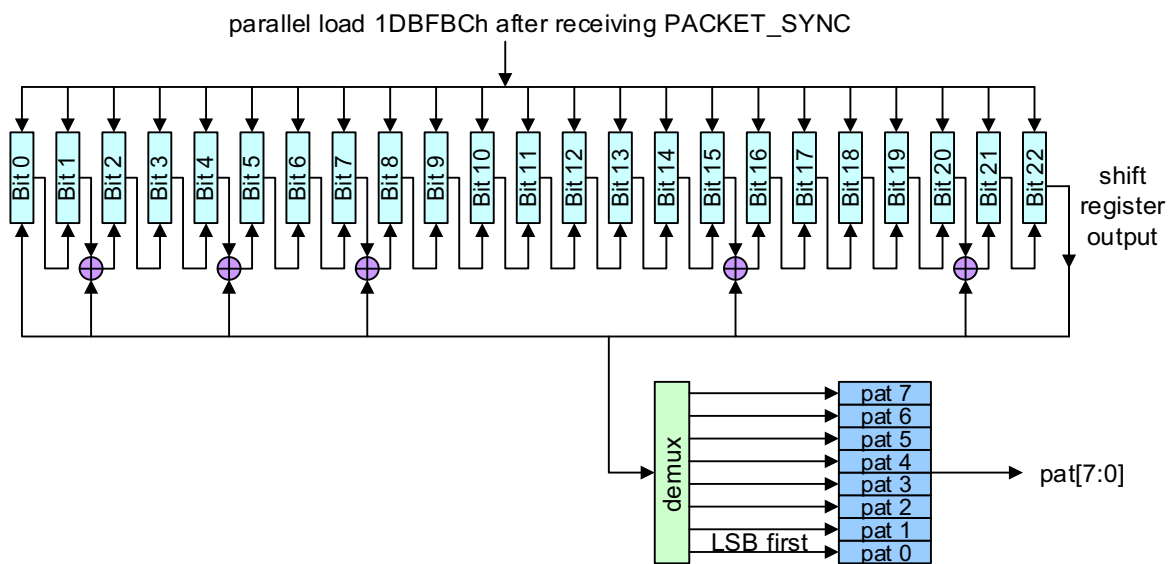 parallel load 1DBFBCh after receiving PACKET_SYNC
Bit 0
Bit 1
Bit 2
Bit 3
Bit 4
Bit 5
Bit 6
Bit 7
Bit 8
Bit 9
Bit 10
Bit 11
Bit 12
Bit 13
Bit 14
Bit 15
Bit 16
Bit 17
Bit 18
Bit 19
Bit 20
Bit 21
Bit 22
shift
register
output
demux
LSB first
pat 7
pat 6
pat 5
pat 4
pat 3
pat 2
pat 1
pat 0
pat[7:0]